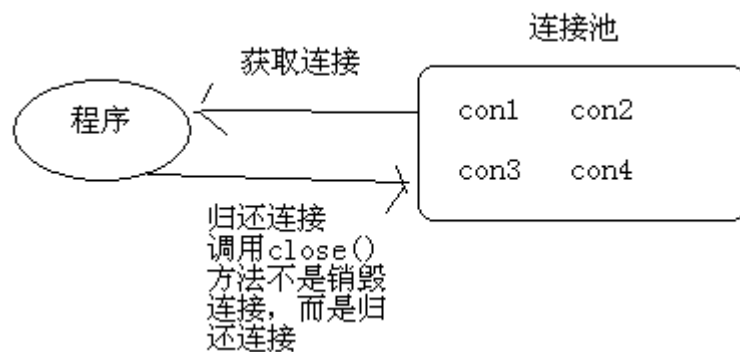 连接池
获取连接
程序
con1 con2
con3 con4
归还连接
调用close()
方法不是销毁
连接，而是归
还连接